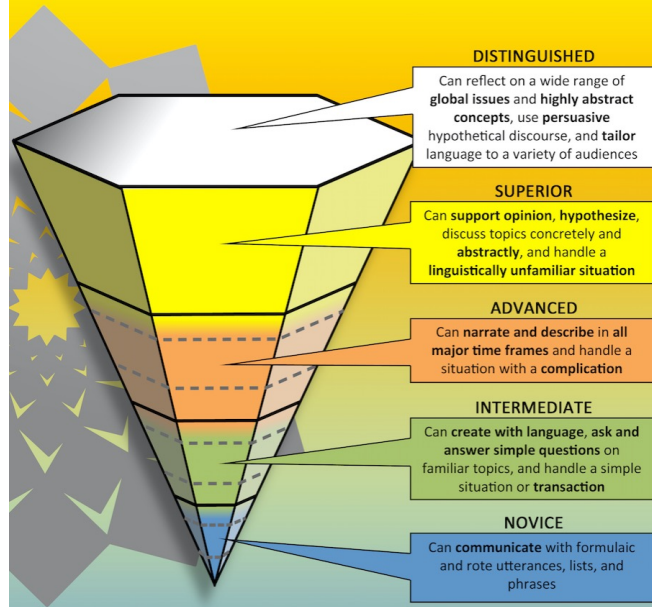 DISTINGUISHED
Can reflect on a wide range of
global issues and highly abstract
concepts, use persuasive
hypothetical discourse, and tailor
language to a variety of audiences
SUPERIOR
Can support opinion, hypothesize,
discuss topics concretely and
abstractly, and handle a
linguistically unfamiliar situation
ADVANCED
Can narrate and describe in all
major time frames and handle a
situation with a complication
INTERMEDIATE
Can create with language, ask and
answer simple questions on
familiar topics, and handle a simple
situation or transaction
NOVICE
Can communicate with formulaic
and rote utterances, lists, and
phrases